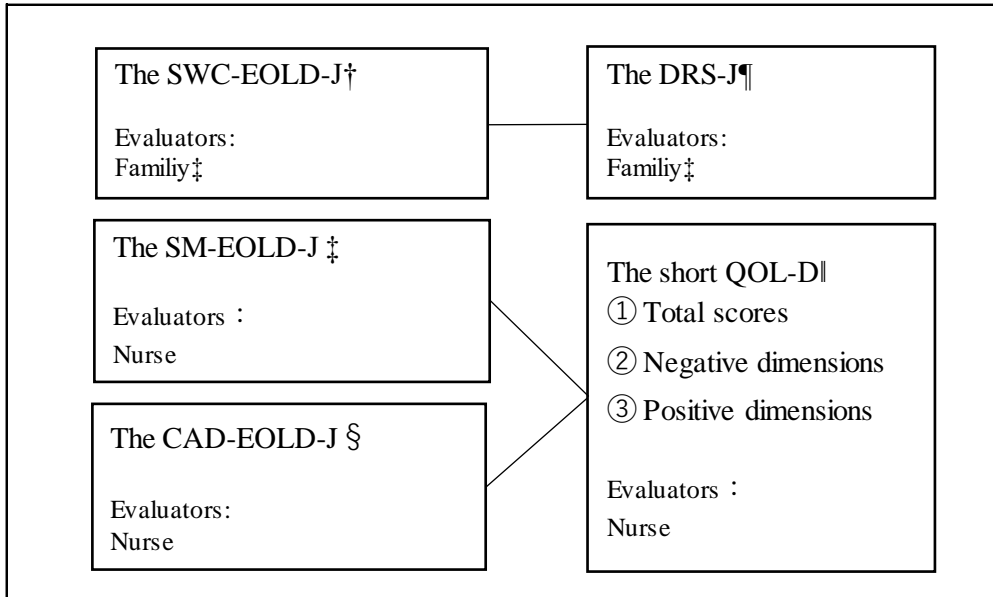 The SWC-EOLD-J†
Evaluators:
Familiy‡
The DRS-J¶
Evaluators:
Familiy‡
The SM-EOLD-J ‡
Evaluators：
Nurse
The CAD-EOLD-J §
Evaluators:
Nurse
The short QOL-D‖
① Total scores
② Negative dimensions
③ Positive dimensions
Evaluators：
Nurse